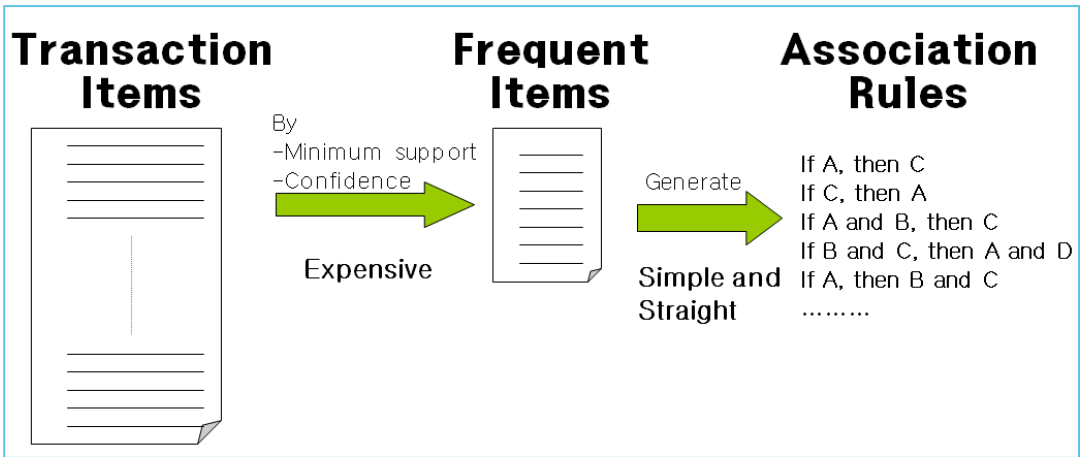 Transaction
Items
Frequent
Items
Association
Rules
By
-Minimum support
-Confidence
Expensive
Generate
Simple and
Straight
If A, then C
If C, then A
If A and B, then C
If B and C, then A and D
If A, then B and C
………